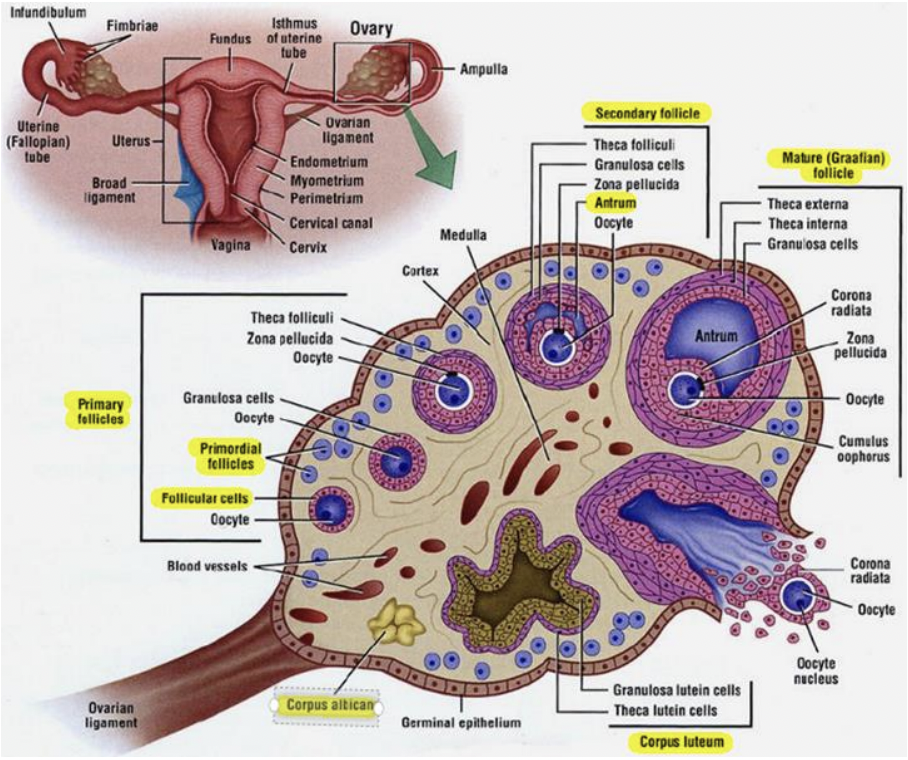 Infundibulum
Fimbriae
Fundus
Isthmus
of uterine
tube
Ovary
Ampulla
Uterine
(Fallopian)
tube
Uterus
Ovarian
ligament
Broad
ligament
Endometrium
Myometrium
Perimetrium
Cervical canal
Cervix
Vagina
Secondary follicle
Theca folliculi
Granulosa cells
Zona pellucida
Antrum
Oocyte
Mature (Graafian)
follicle
Theca externa
Theca interna
Granulosa cells
Medulla
Cortex
Corona
radiata
Antrum
Zona
pellucida
Oocyte
Cumulus
oophorus
Theca folliculi
Zona pellucida
Oocyte
Granulosa cells
Oocyte
Primary
follicles
Primordial
follicles
Follicular cells
Oocyte
Blood vessels
Corona
radiata
Oocyte
Oocyte
nucleus
Granulosa lutein cells
Theca lutein cells
Corpus luteum
Corpus albican
Germinal epithelium
Ovarian
ligament